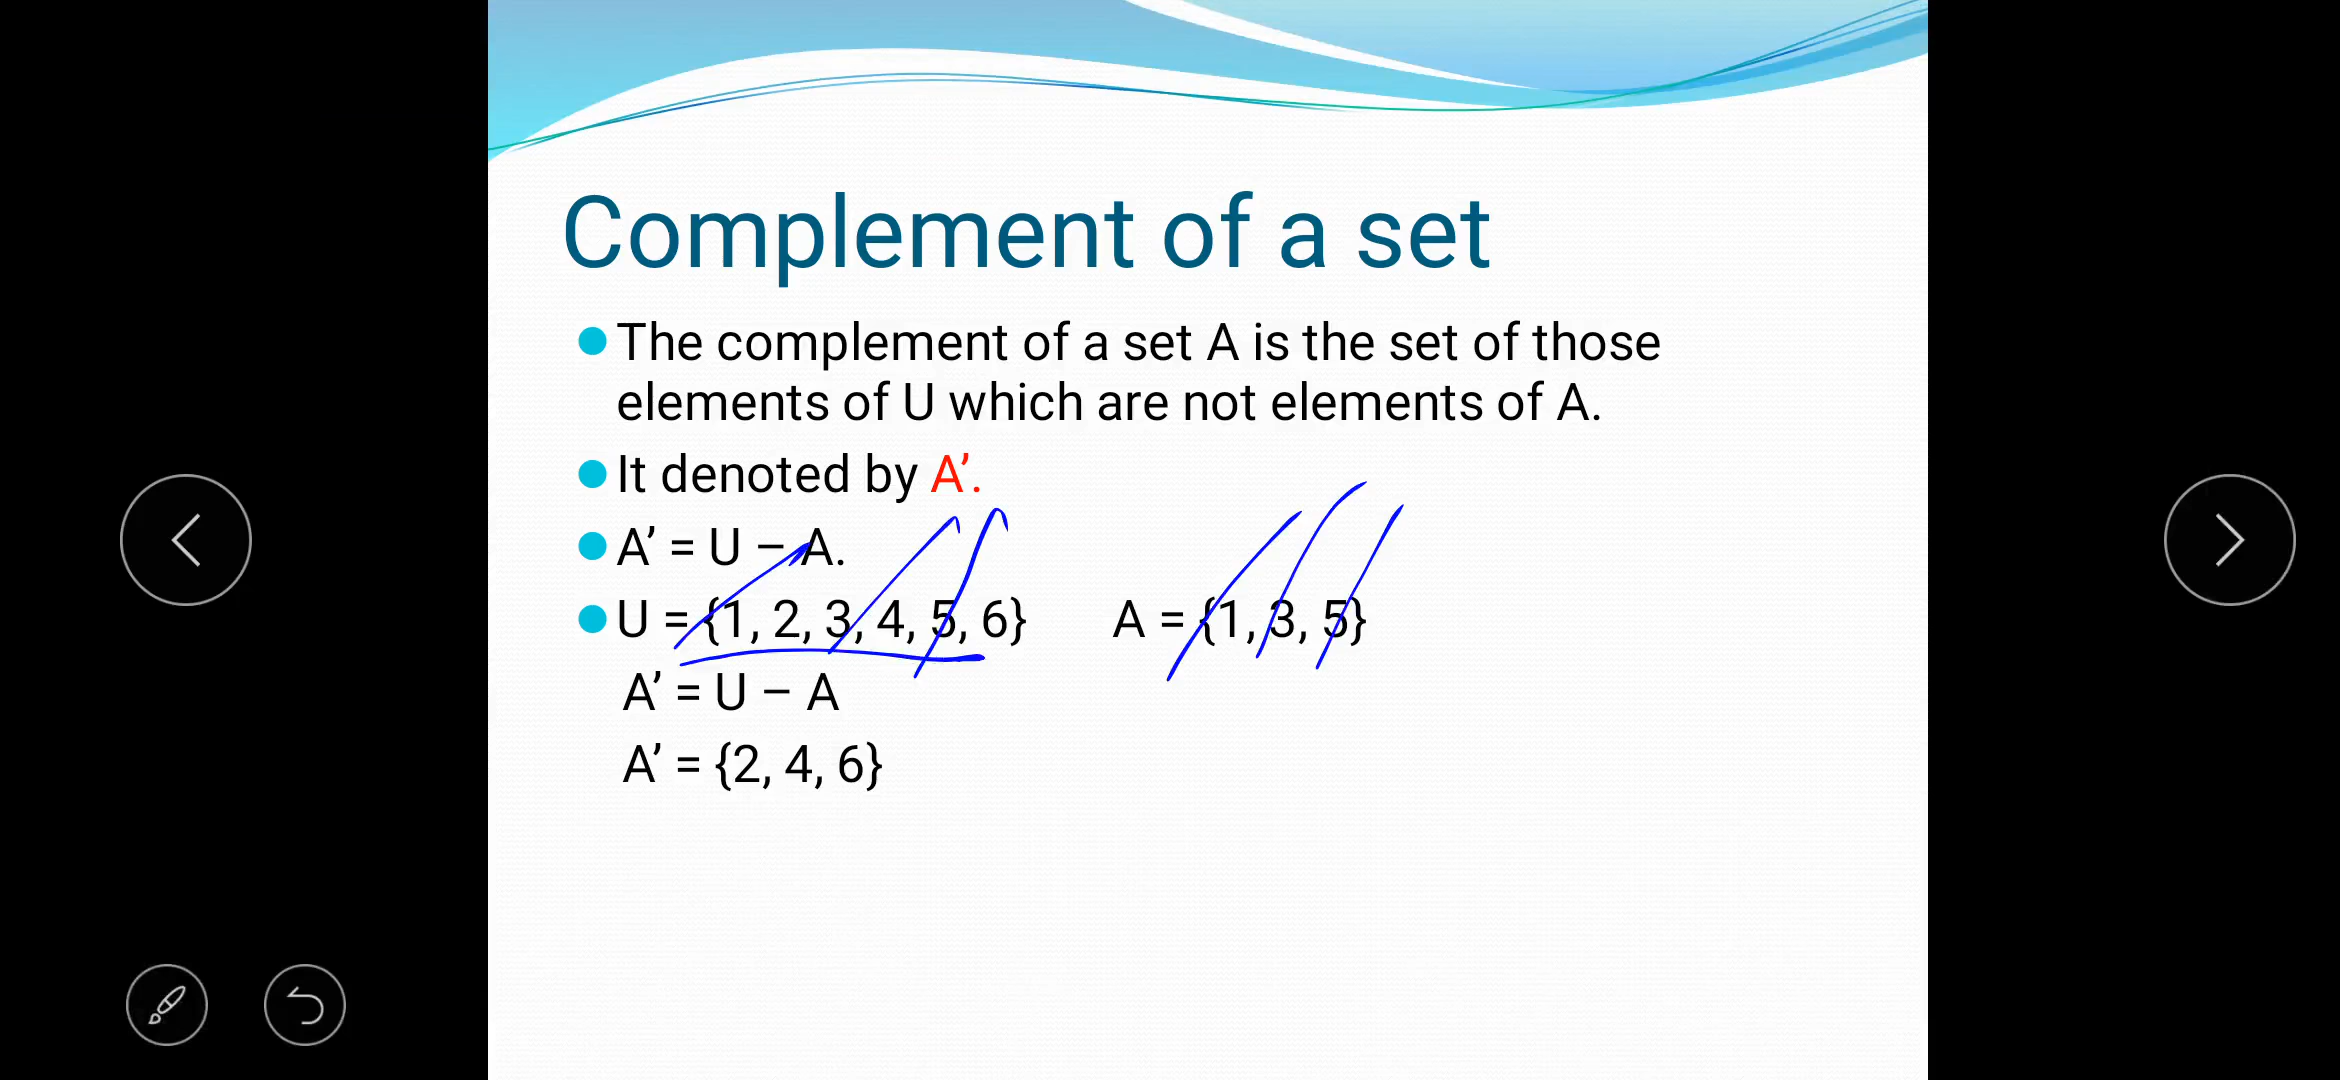 Complement of a set
The complement of a set A is the set of those
elements of U which are not elements of A.
It denoted by A’.
A’ = U – A.
U = {1, 2, 3, 4, 5, 6} A = {1, 3, 5}
A’ = U – A
A’ = {2, 4, 6}